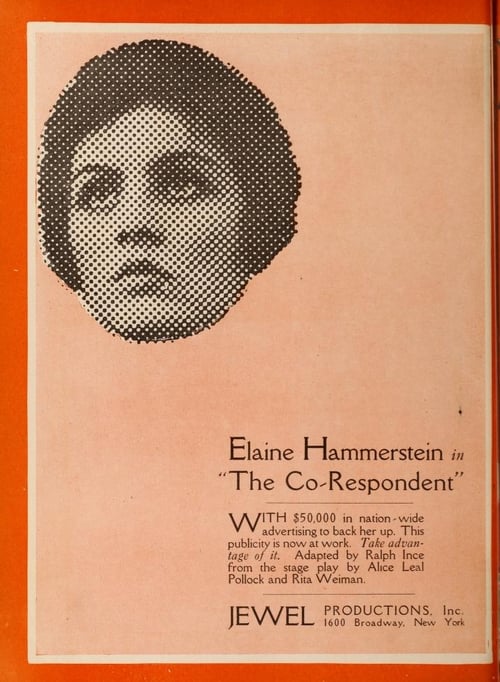 Elaine Hammerstein in
"The Co-Respondent"
WITH $50,000 in nation-wide
advertising to back her up. This
publicity is now at work. Take advan-
tage of it. Adapted by Ralph Ince
from the stage play by Alice Leal
Pollock and Rita Weiman.
JEWEL PRODUCTIONS, Inc.
1600 Broadway, New York